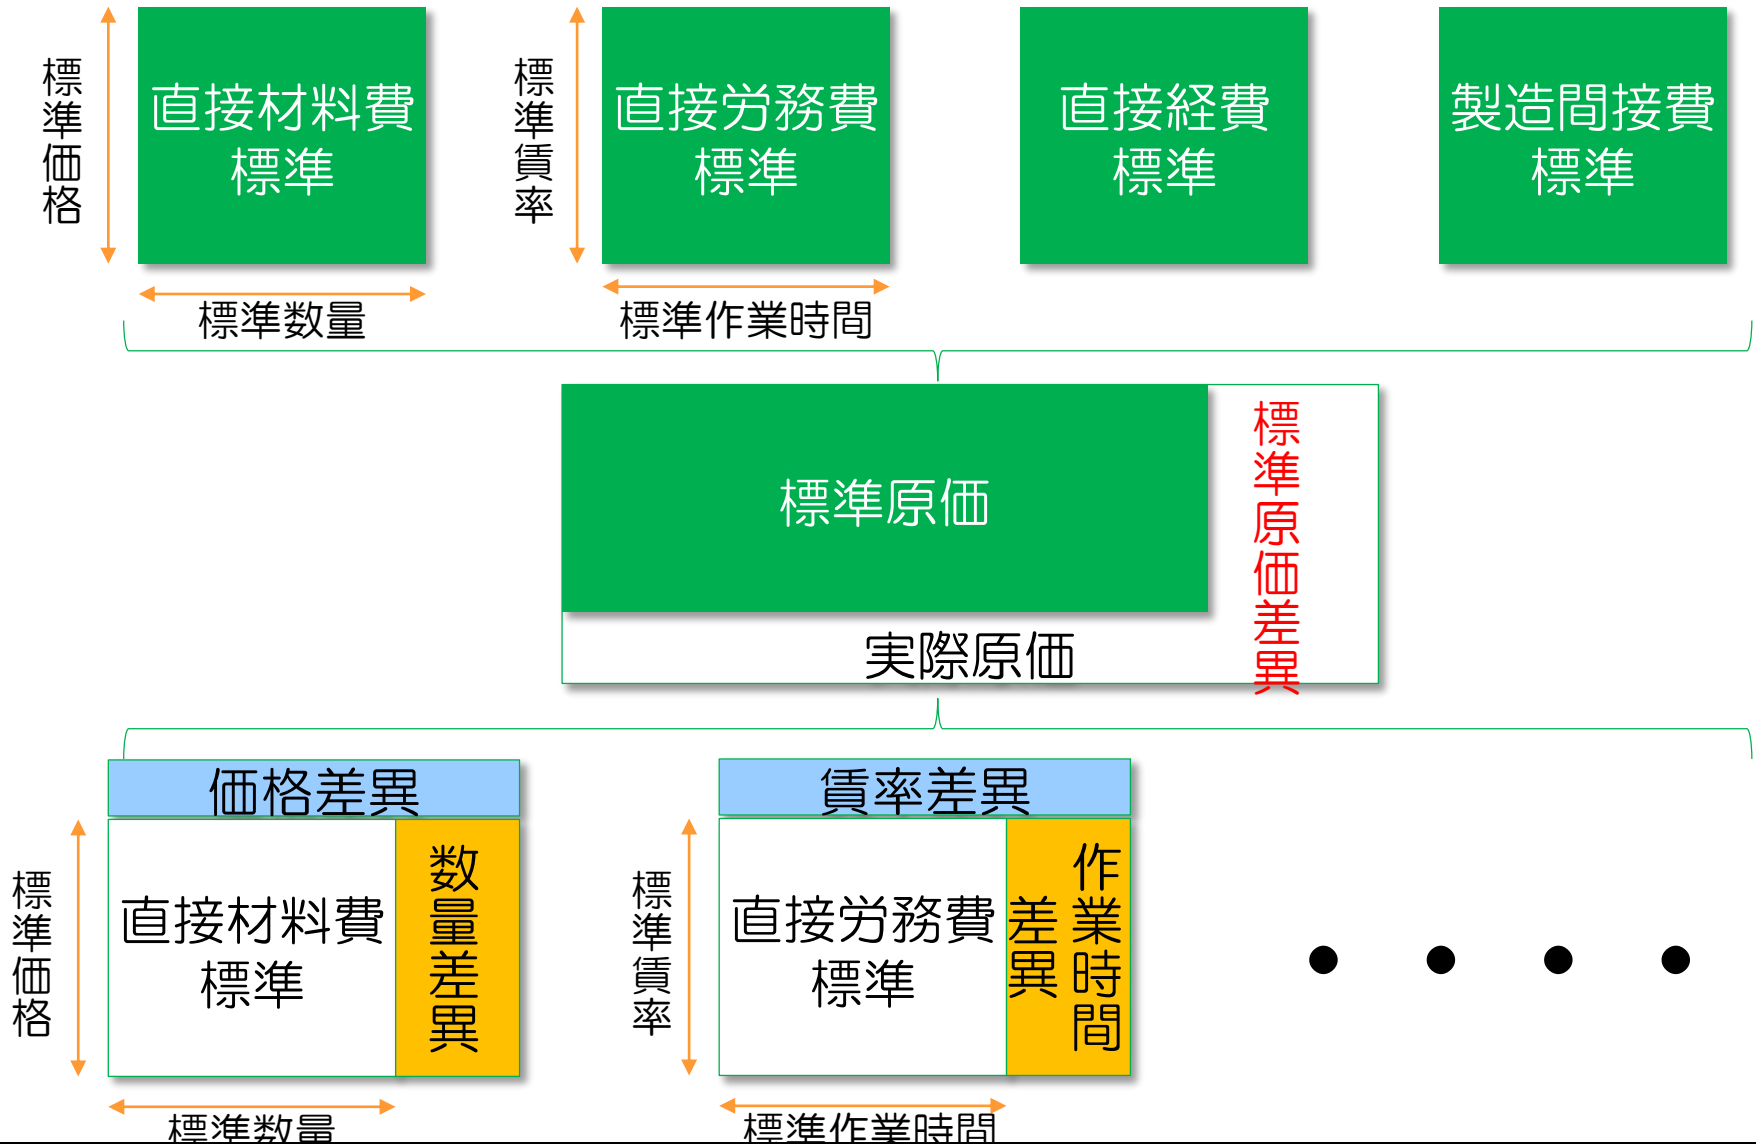 標準価格
直接材料費
標準
標準数量
標準賃率
直接労務費
標準
標準作業時間
直接経費
標準
製造間接費
標準
標準原価
標準原価差異
実際原価
価格差異
標準価格
直接材料費
標準
数量差異
標準数量
賃率差異
標準賃率
直接労務費
標準
作業時間
差異
標準作業時間
● ● ● ●